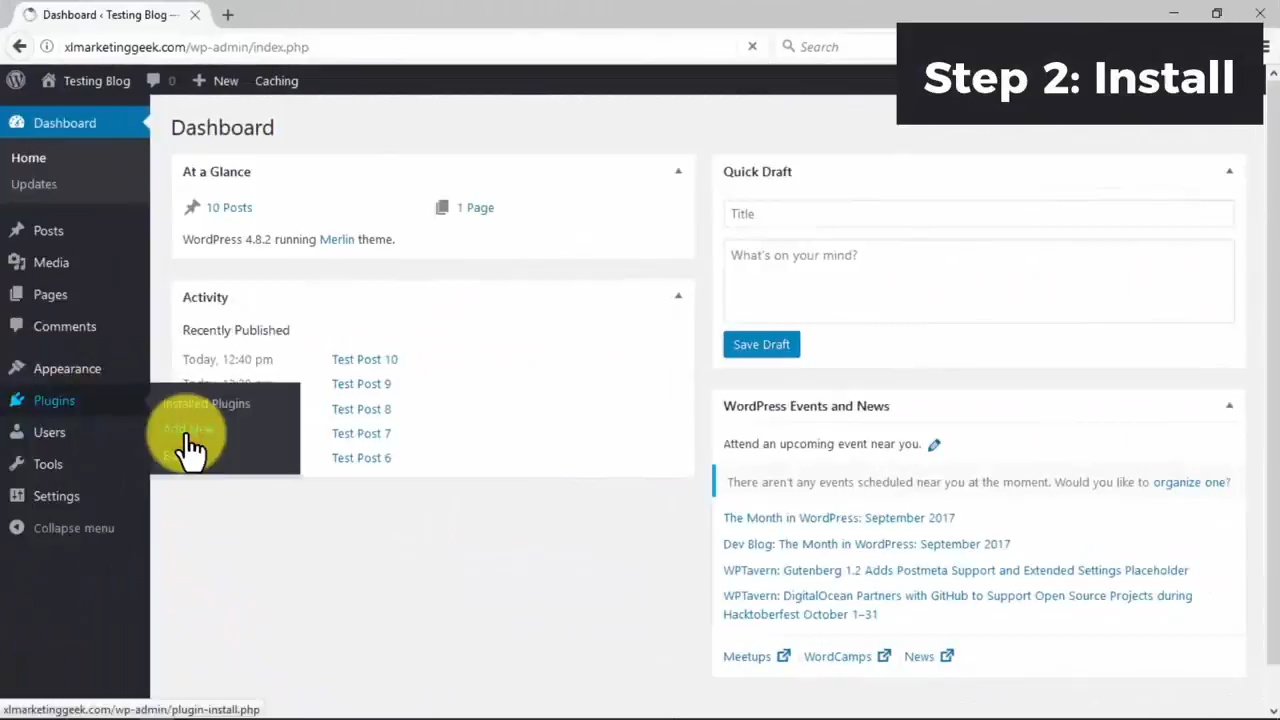 Dashboard ‹ Testing Blog —
xlmarketinggeek.com/wp-admin/index.php
Search
Step 2: Install
Testing Blog
0
New
Caching
Dashboard
Home
Updates
Posts
Media
Pages
Comments
Appearance
Plugins
Users
Tools
Settings
Collapse menu
Installed Plugins
Add New
Dashboard
At a Glance
10 Posts
1 Page
WordPress 4.8.2 running Merlin theme.
Activity
Recently Published
Today, 12:40 pm Test Post 10
Test Post 9
Test Post 8
Test Post 7
Test Post 6
Quick Draft
Title
What's on your mind?
Save Draft
WordPress Events and News
Attend an upcoming event near you.
There aren't any events scheduled near you at the moment. Would you like to organize one?
The Month in WordPress: September 2017
Dev Blog: The Month in WordPress: September 2017
WPTavern: Gutenberg 1.2 Adds Postmeta Support and Extended Settings Placeholder
WPTavern: DigitalOcean Partners with GitHub to Support Open Source Projects during
Hacktoberfest October 1–31
Meetups
WordCamps
News
xlmarketinggeek.com/wp-admin/plugin-install.php